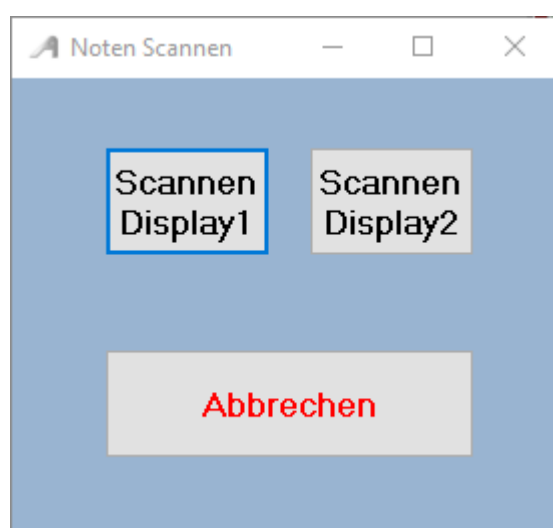 Noten Scannen
Scannen
Display1
Scannen
Display2
Abbrechen